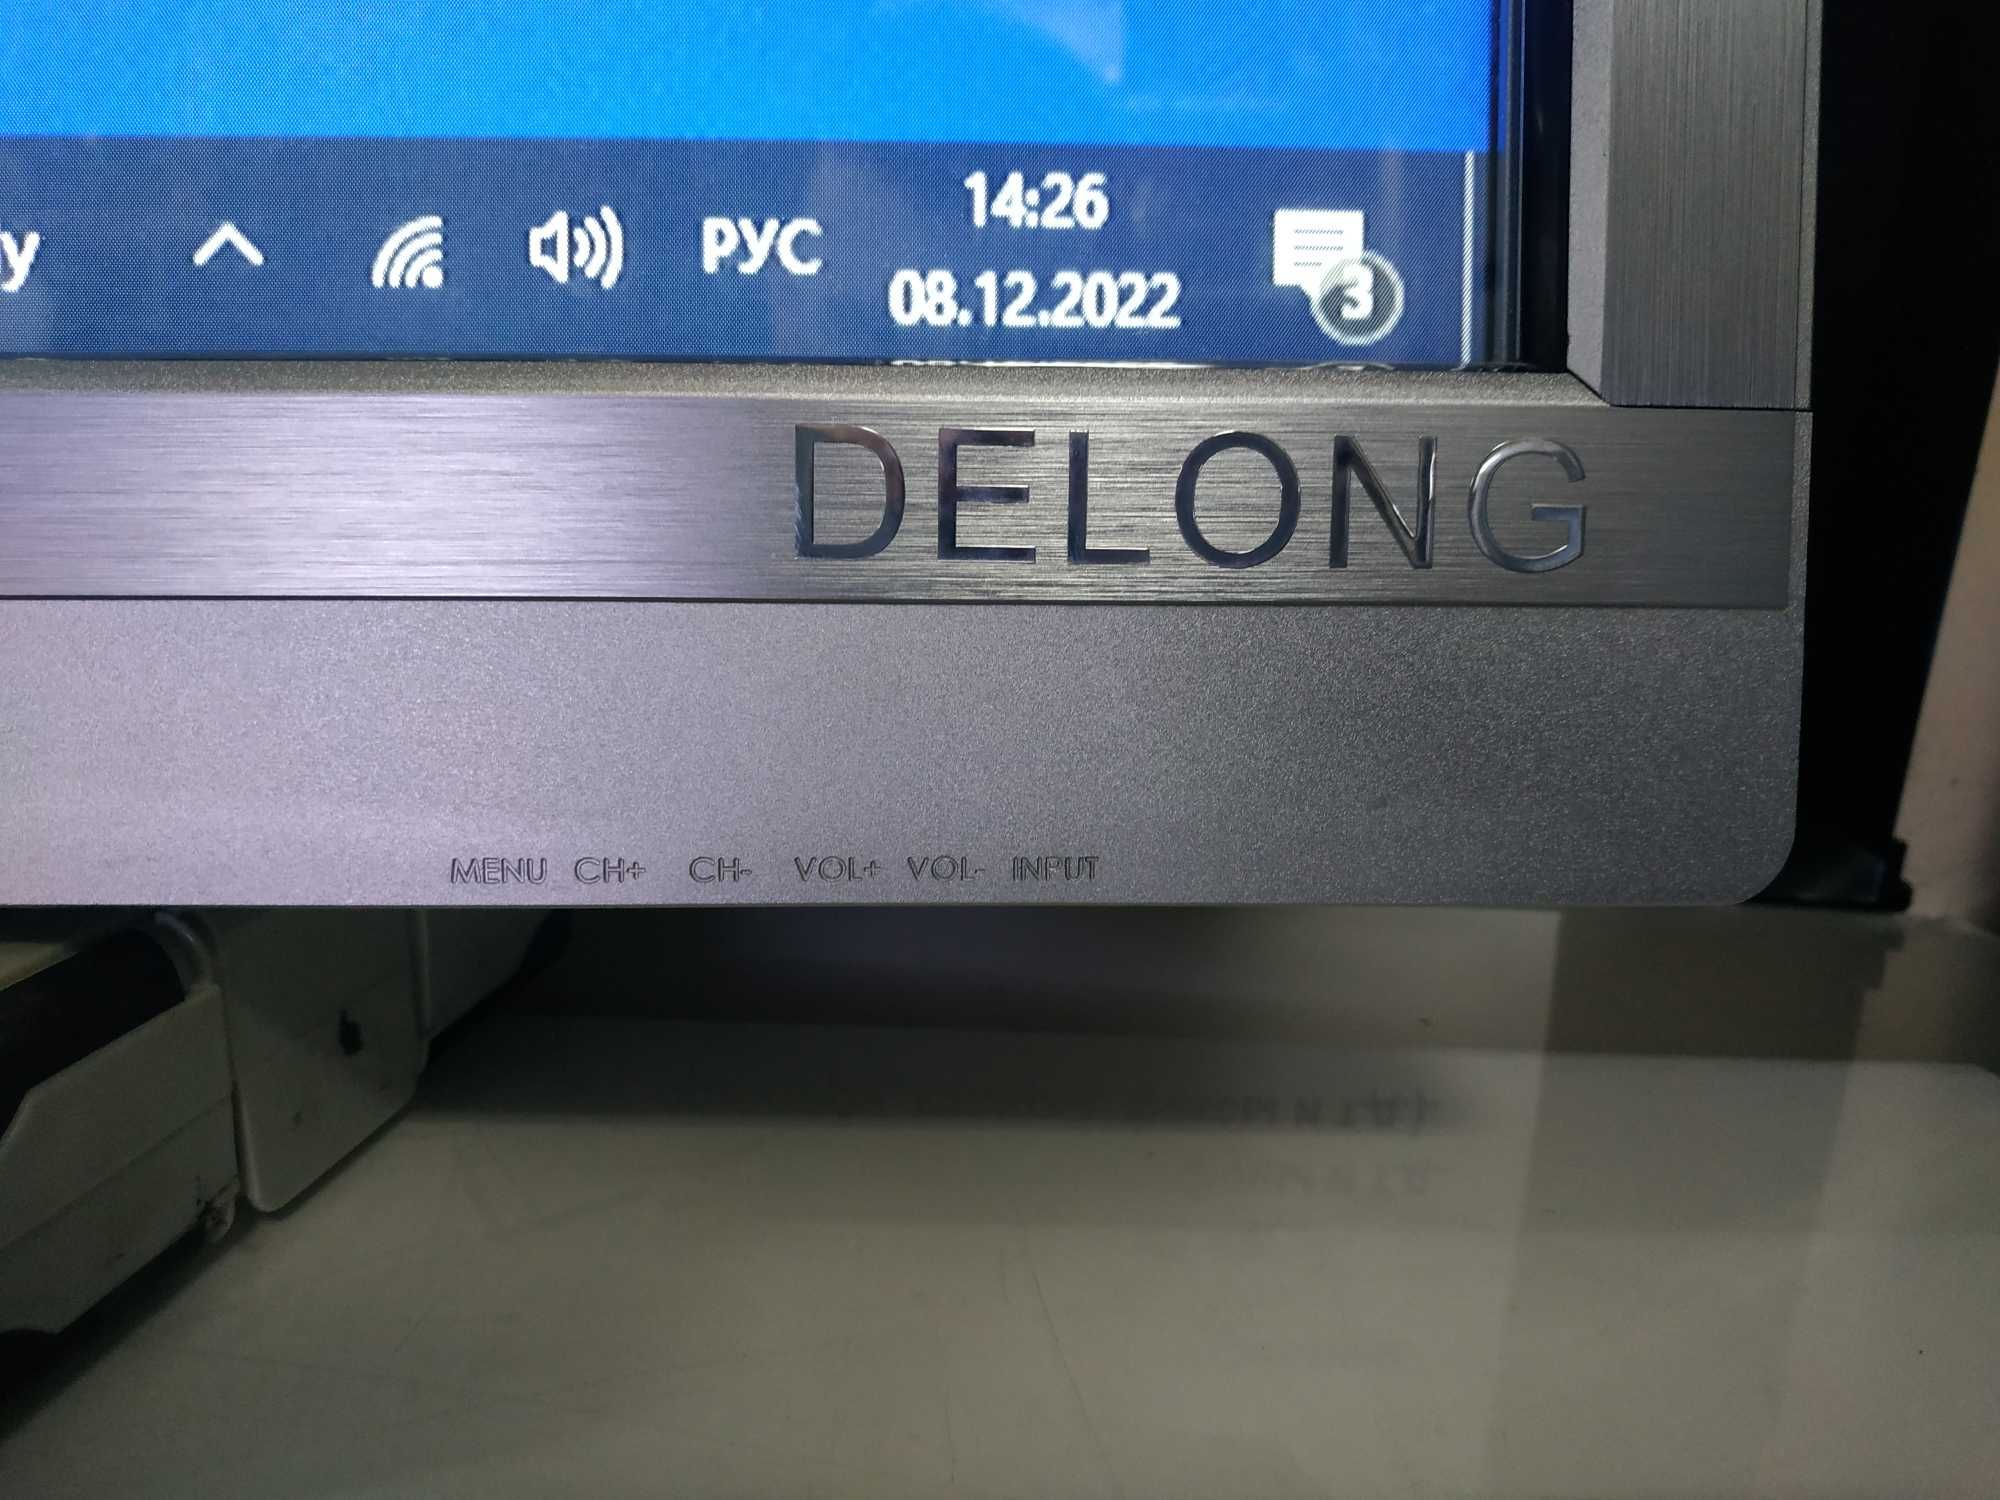 РУС
14:26
08.12.2022
3
DELONG
MENU CH+ CH- VOL+ VOL- INPUT